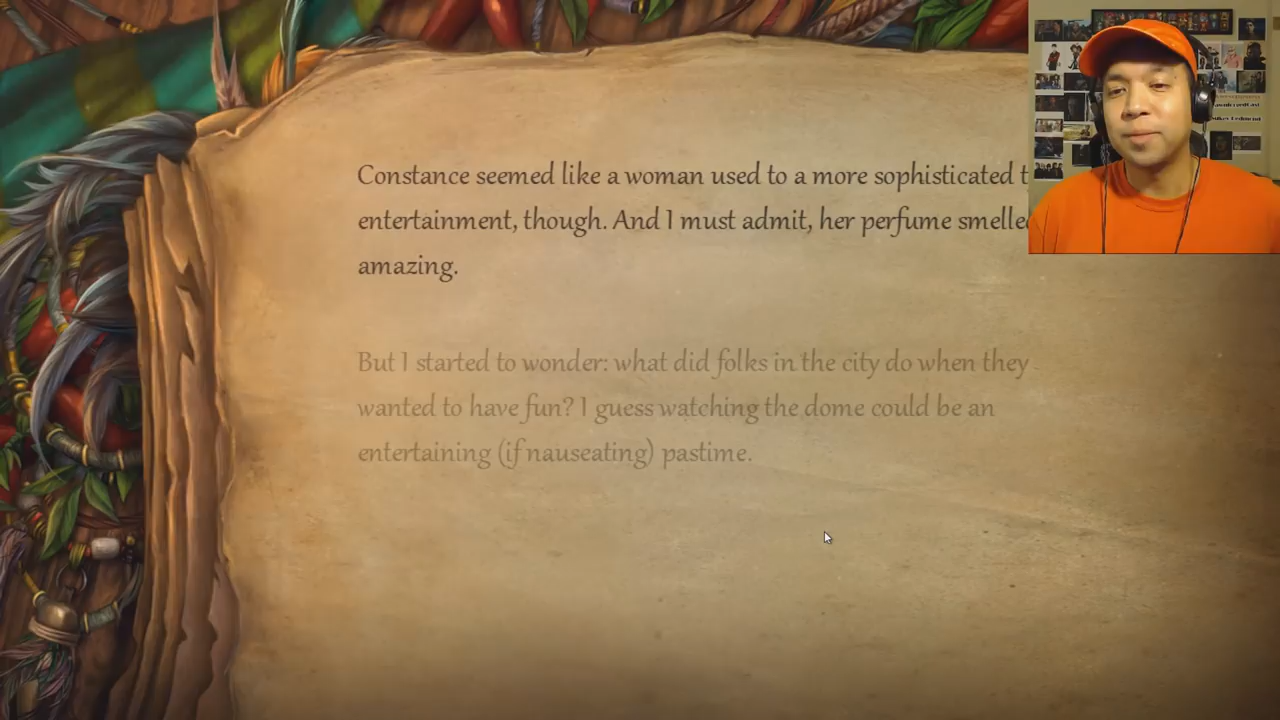 Constance seemed like a woman used to a more sophisticated
entertainment, though. And I must admit, her perfume smelled
amazing.
But I started to wonder: what did folks in the city do when they
wanted to have fun? I guess watching the dome could be an
entertaining (if nauseating) pastime.